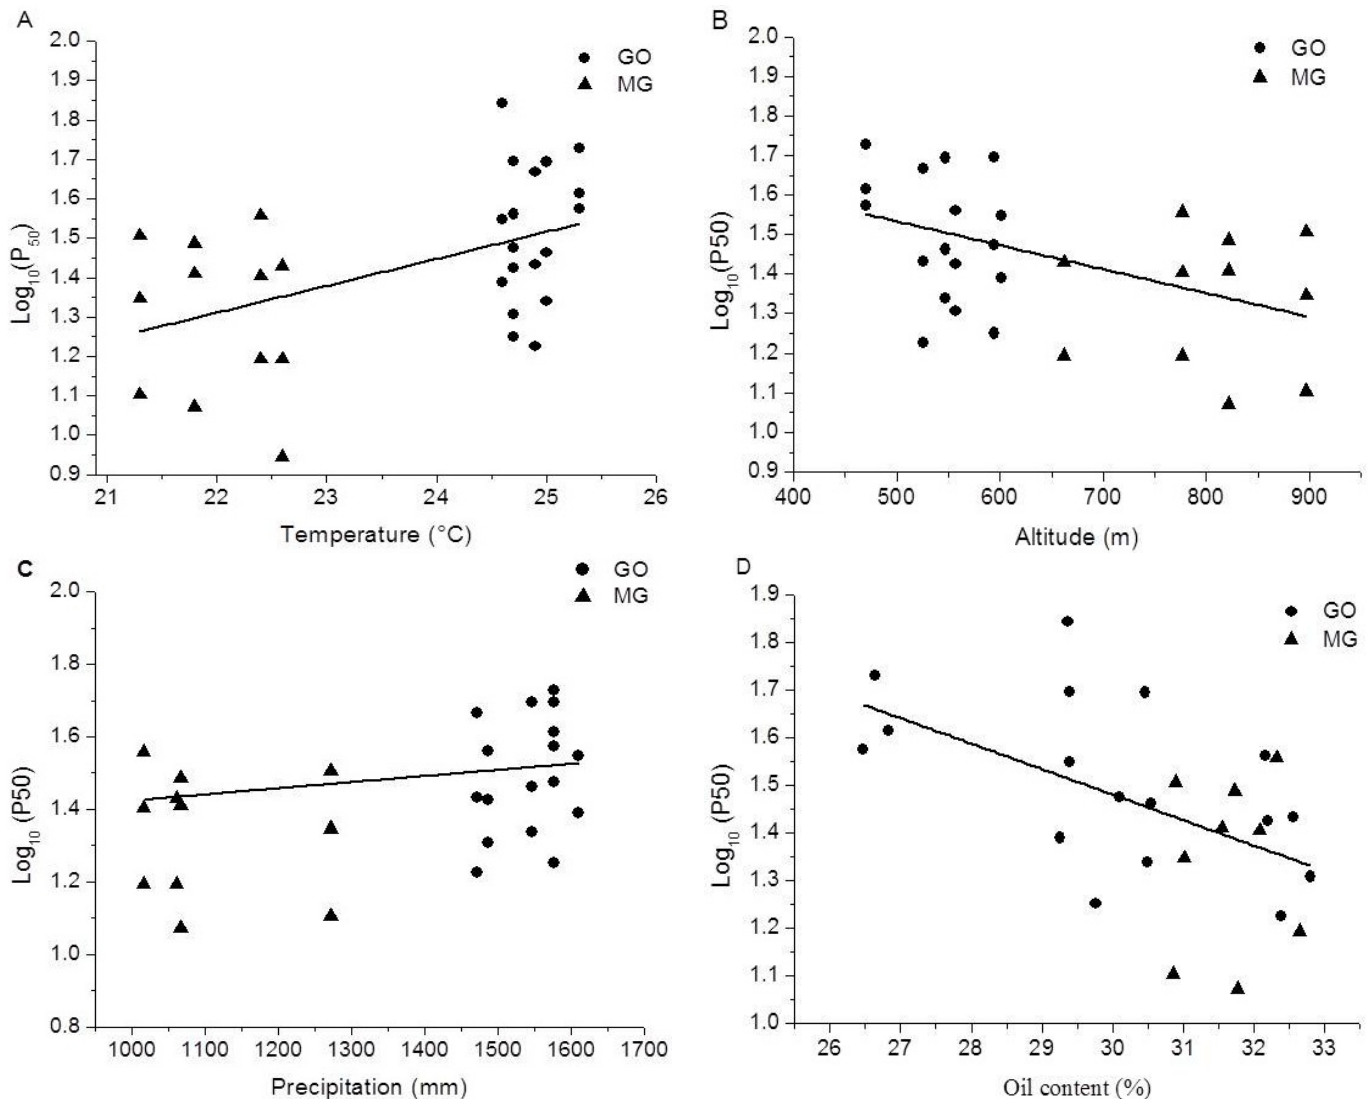 A
2.0
1.9
1.8
1.7
1.6
1.5
1.4
1.3
1.2
1.1
1.0
0.9
Log10(P50)
21 22 23 24 25 26
Temperature (°C)
GO
MG
B
2.0
1.9
1.8
1.7
1.6
1.5
1.4
1.3
1.2
1.1
1.0
0.9
Log10(P50)
400 500 600 700 800 900
Altitude (m)
GO
MG
C
2.0
1.8
1.6
1.4
1.2
1.0
0.8
Log10 (P50)
1000 1100 1200 1300 1400 1500 1600 1700
Precipitation (mm)
GO
MG
D
1.9
1.8
1.7
1.6
1.5
1.4
1.3
1.2
1.1
1.0
Log10 (P50)
26 27 28 29 30 31 32 33
Oil content (%)
GO
MG